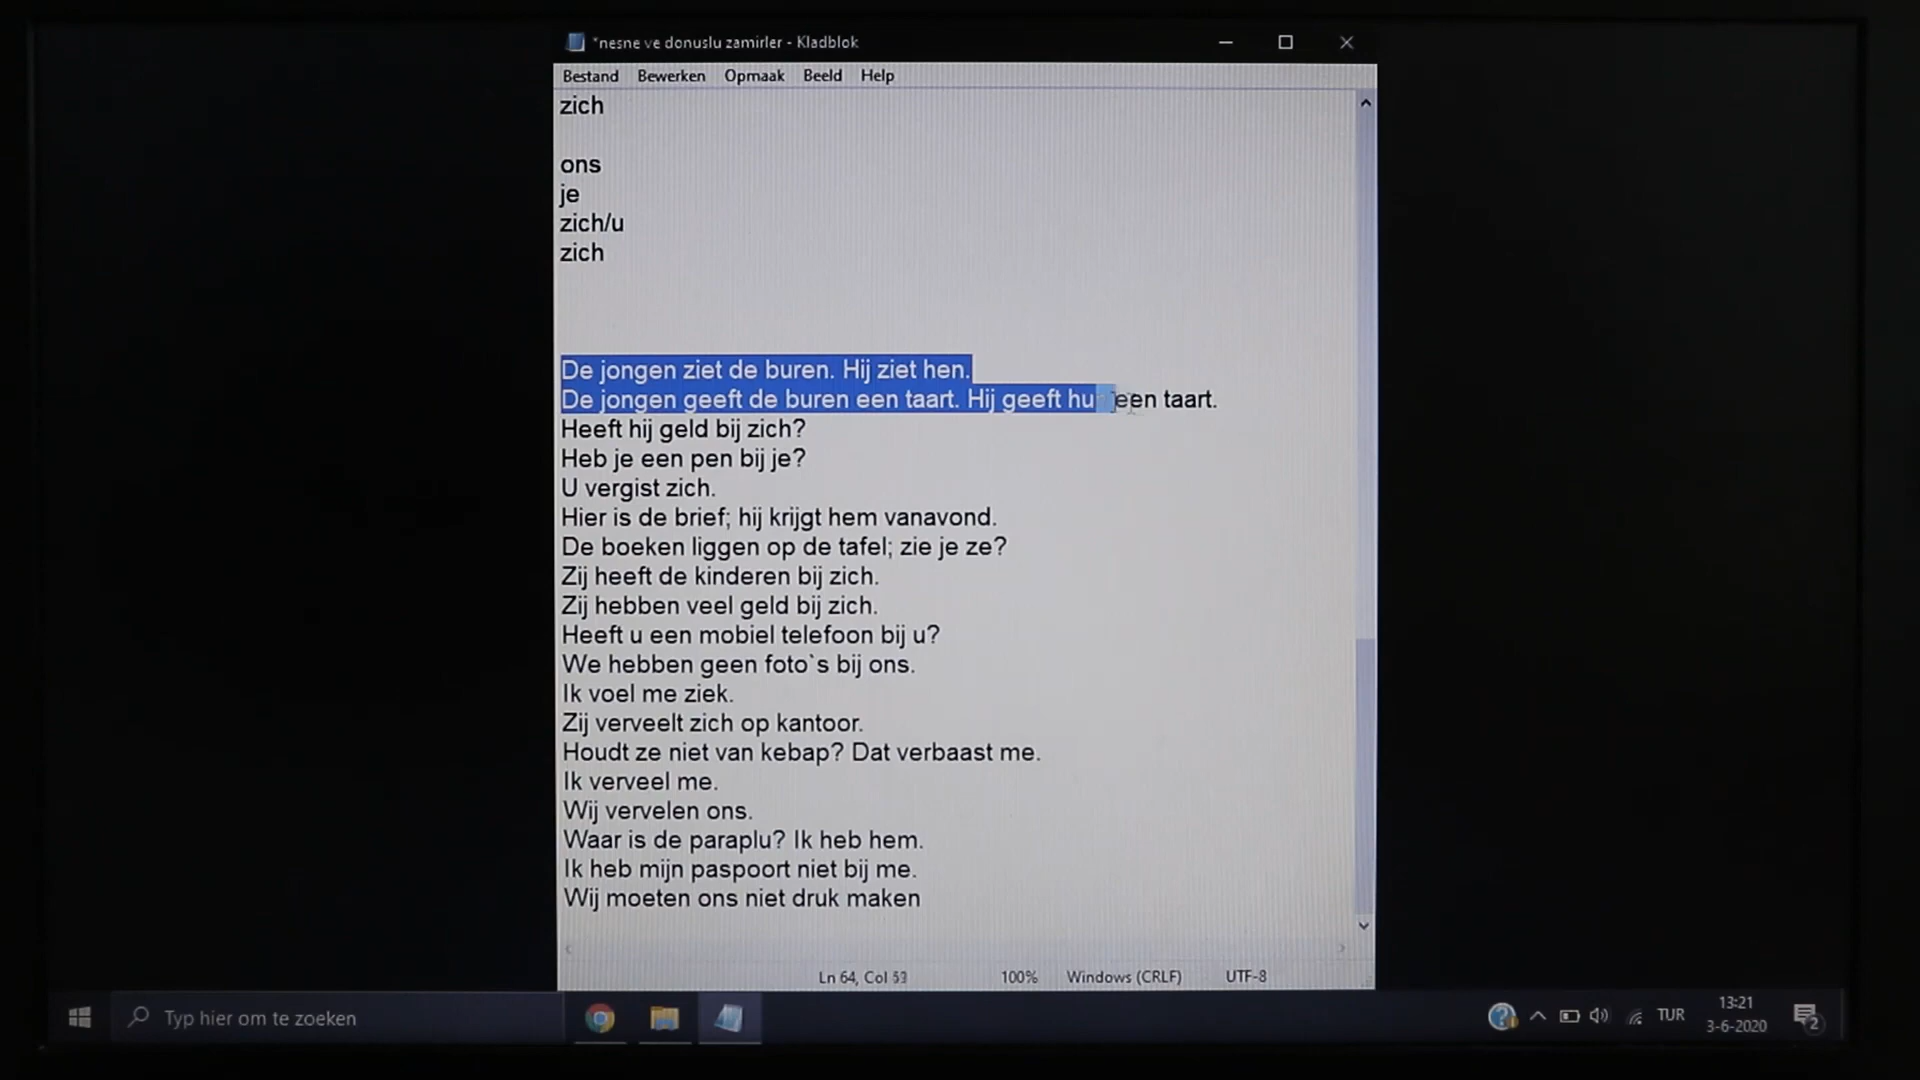 *nesne ve donuslu zamirler - Kladblok
Bestand Bewerken Opmaak Beeld Help
zich
ons
je
zich/u
zich
De jongen ziet de buren. Hij ziet hen.
De jongen geeft de buren een taart. Hij geeft hun een taart.
Heeft hij geld bij zich?
Heb je een pen bij je?
U vergist zich.
Hier is de brief; hij krijgt hem vanavond.
De boeken liggen op de tafel; zie je ze?
Zij heeft de kinderen bij zich.
Zij hebben veel geld bij zich.
Heeft u een mobiel telefoon bij u?
We hebben geen foto`s bij ons.
Ik voel me ziek.
Zij verveelt zich op kantoor.
Houdt ze niet van kebap? Dat verbaast me.
Ik verveel me.
Wij vervelen ons.
Waar is de paraplu? Ik heb hem.
Ik heb mijn paspoort niet bij me.
Wij moeten ons niet druk maken
Ln 64, Col 100% Windows (CRLF) UTF-8
Typ hier om te zoeken
TUR
13:21
3-6-2020
2